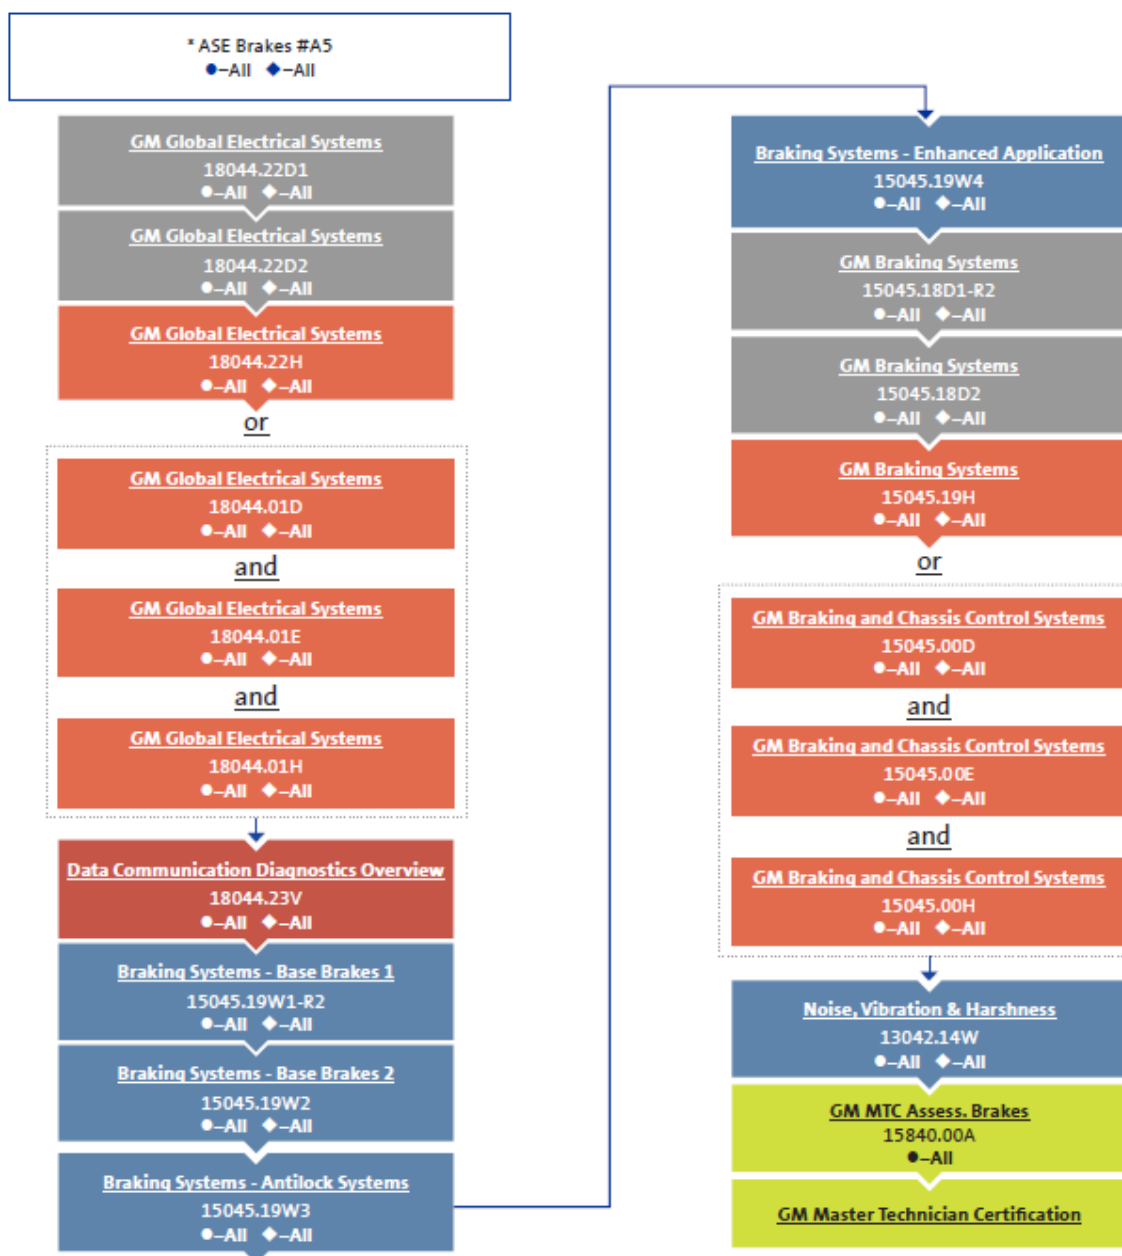 * ASE Brakes #A5
●–All ◆–All
GM Global Electrical Systems
18044.22D1
●–All ◆–All
GM Global Electrical Systems
18044.22D2
●–All ◆–All
GM Global Electrical Systems
18044.22H
●–All ◆–All
or
GM Global Electrical Systems
18044.01D
●–All ◆–All
and
GM Global Electrical Systems
18044.01E
●–All ◆–All
and
GM Global Electrical Systems
18044.01H
●–All ◆–All
Data Communication Diagnostics Overview
18044.23V
●–All ◆–All
Braking Systems - Base Brakes 1
15045.19W1-R2
●–All ◆–All
Braking Systems - Base Brakes 2
15045.19W2
●–All ◆–All
Braking Systems - Antilock Systems
15045.19W3
●–All ◆–All
Braking Systems - Enhanced Application
15045.19W4
●–All ◆–All
GM Braking Systems
15045.18D1-R2
●–All ◆–All
GM Braking Systems
15045.18D2
●–All ◆–All
GM Braking Systems
15045.19H
●–All ◆–All
or
GM Braking and Chassis Control Systems
15045.00D
●–All ◆–All
and
GM Braking and Chassis Control Systems
15045.00E
●–All ◆–All
and
GM Braking and Chassis Control Systems
15045.00H
●–All ◆–All
Noise, Vibration & Harshness
13042.14W
●–All ◆–All
GM MTC Assess. Brakes
15840.00A
●–All
GM Master Technician Certification